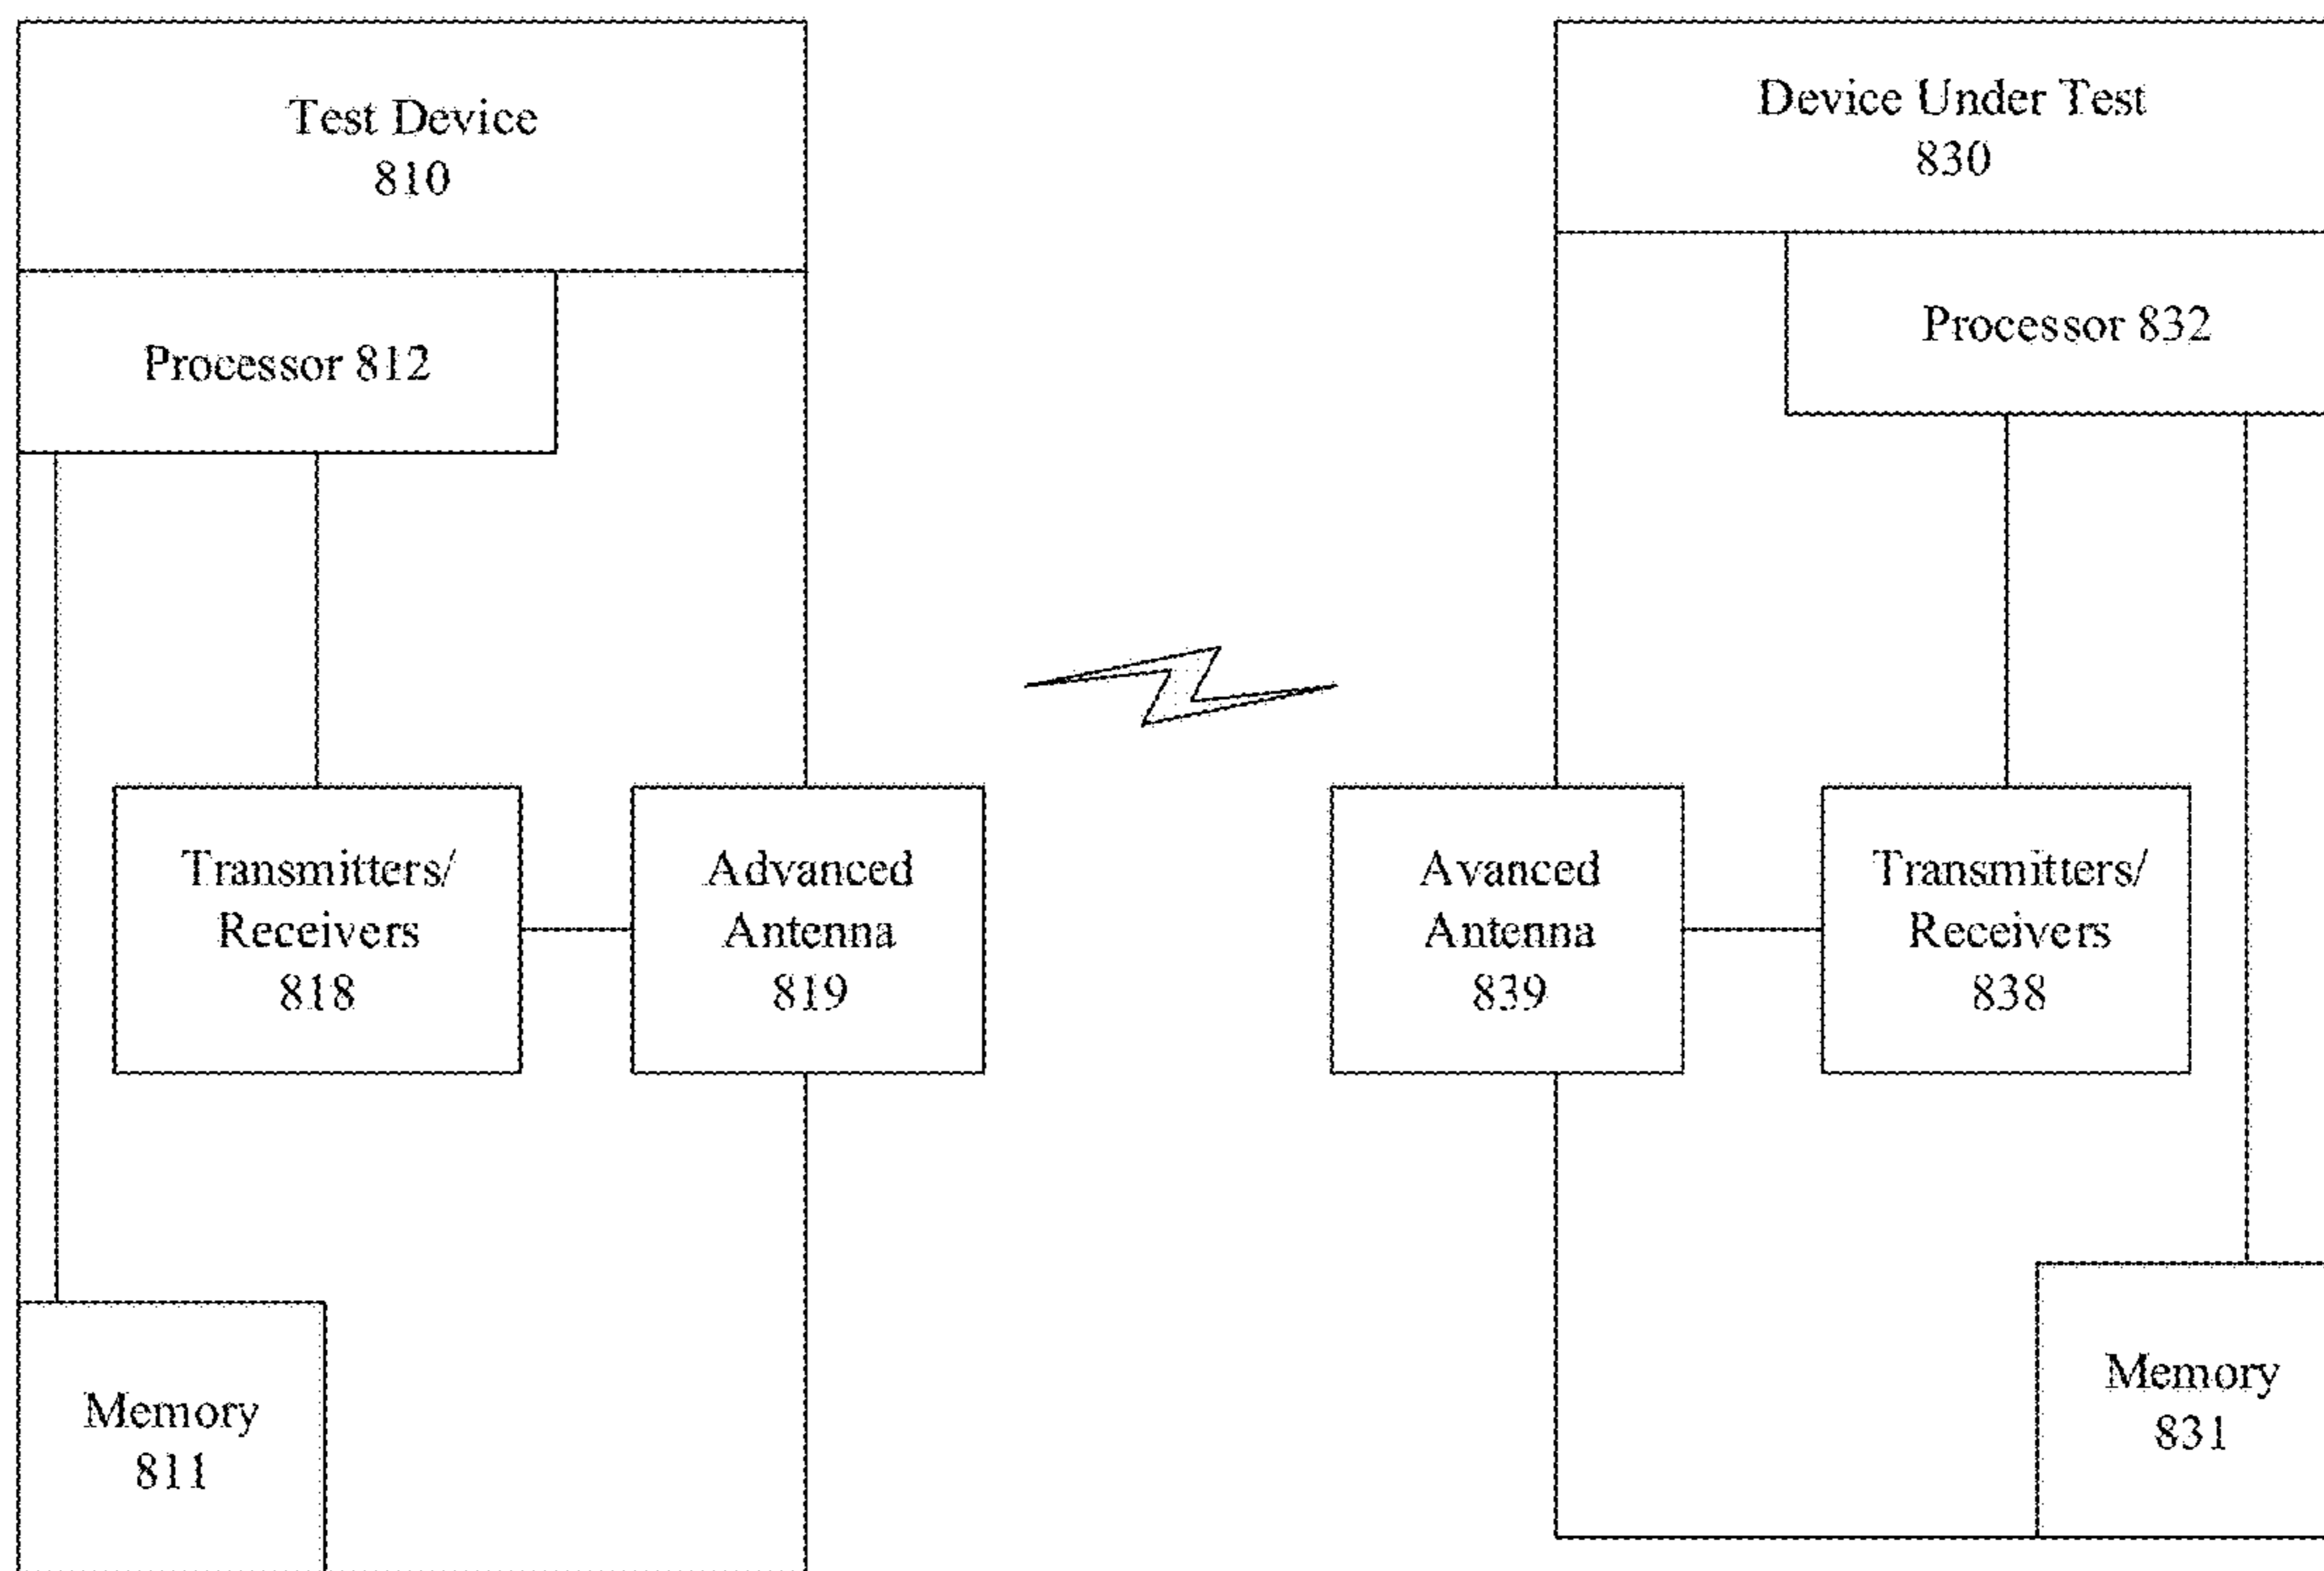 Test Device
810
Processor 812
Transmitters/
Receivers
818
Advanced
Antenna
819
Memory
811
Device Under Test
830
Processor 832
Avanced
Antenna
839
Transmitters/
Receivers
838
Memory
831